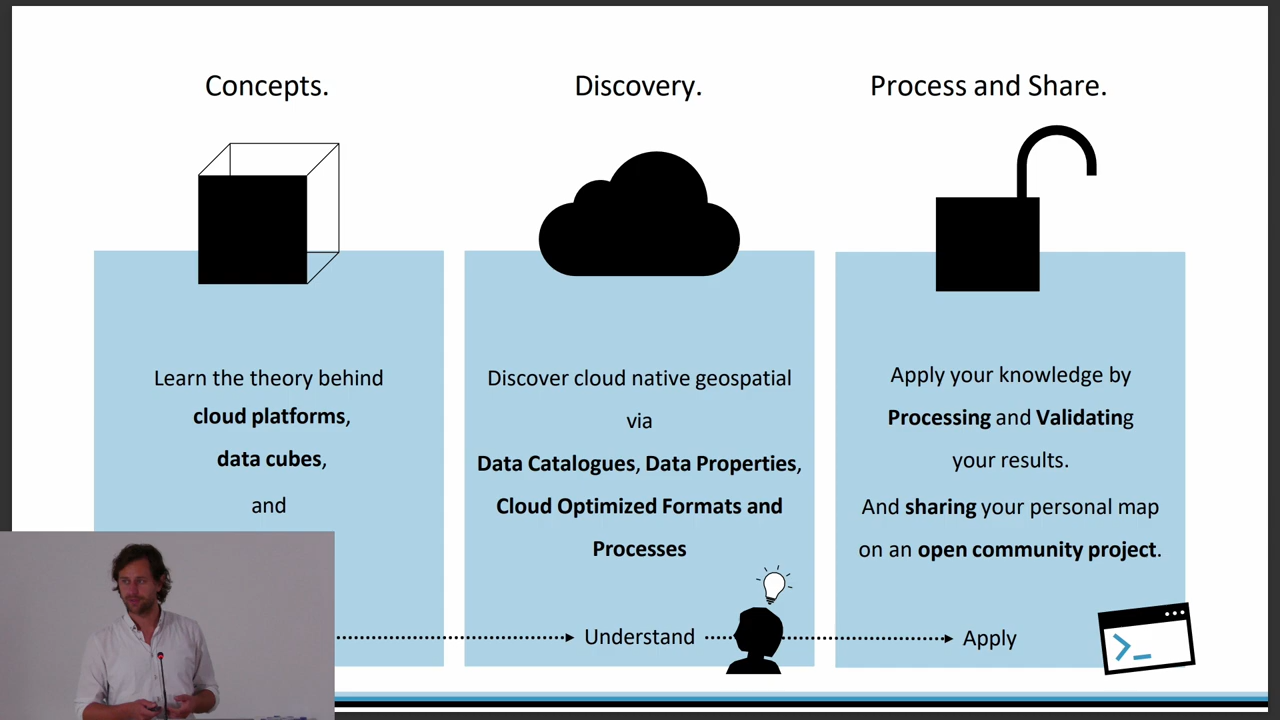 Concepts.
Discovery.
Process and Share.
Learn the theory behind
cloud platforms,
data cubes,
and
Discover cloud native geospatial
via
Data Catalogues, Data Properties,
Cloud Optimized Formats and
Processes
Apply your knowledge by
Processing and Validating
your results.
And sharing your personal map
on an open community project.
Understand
Apply